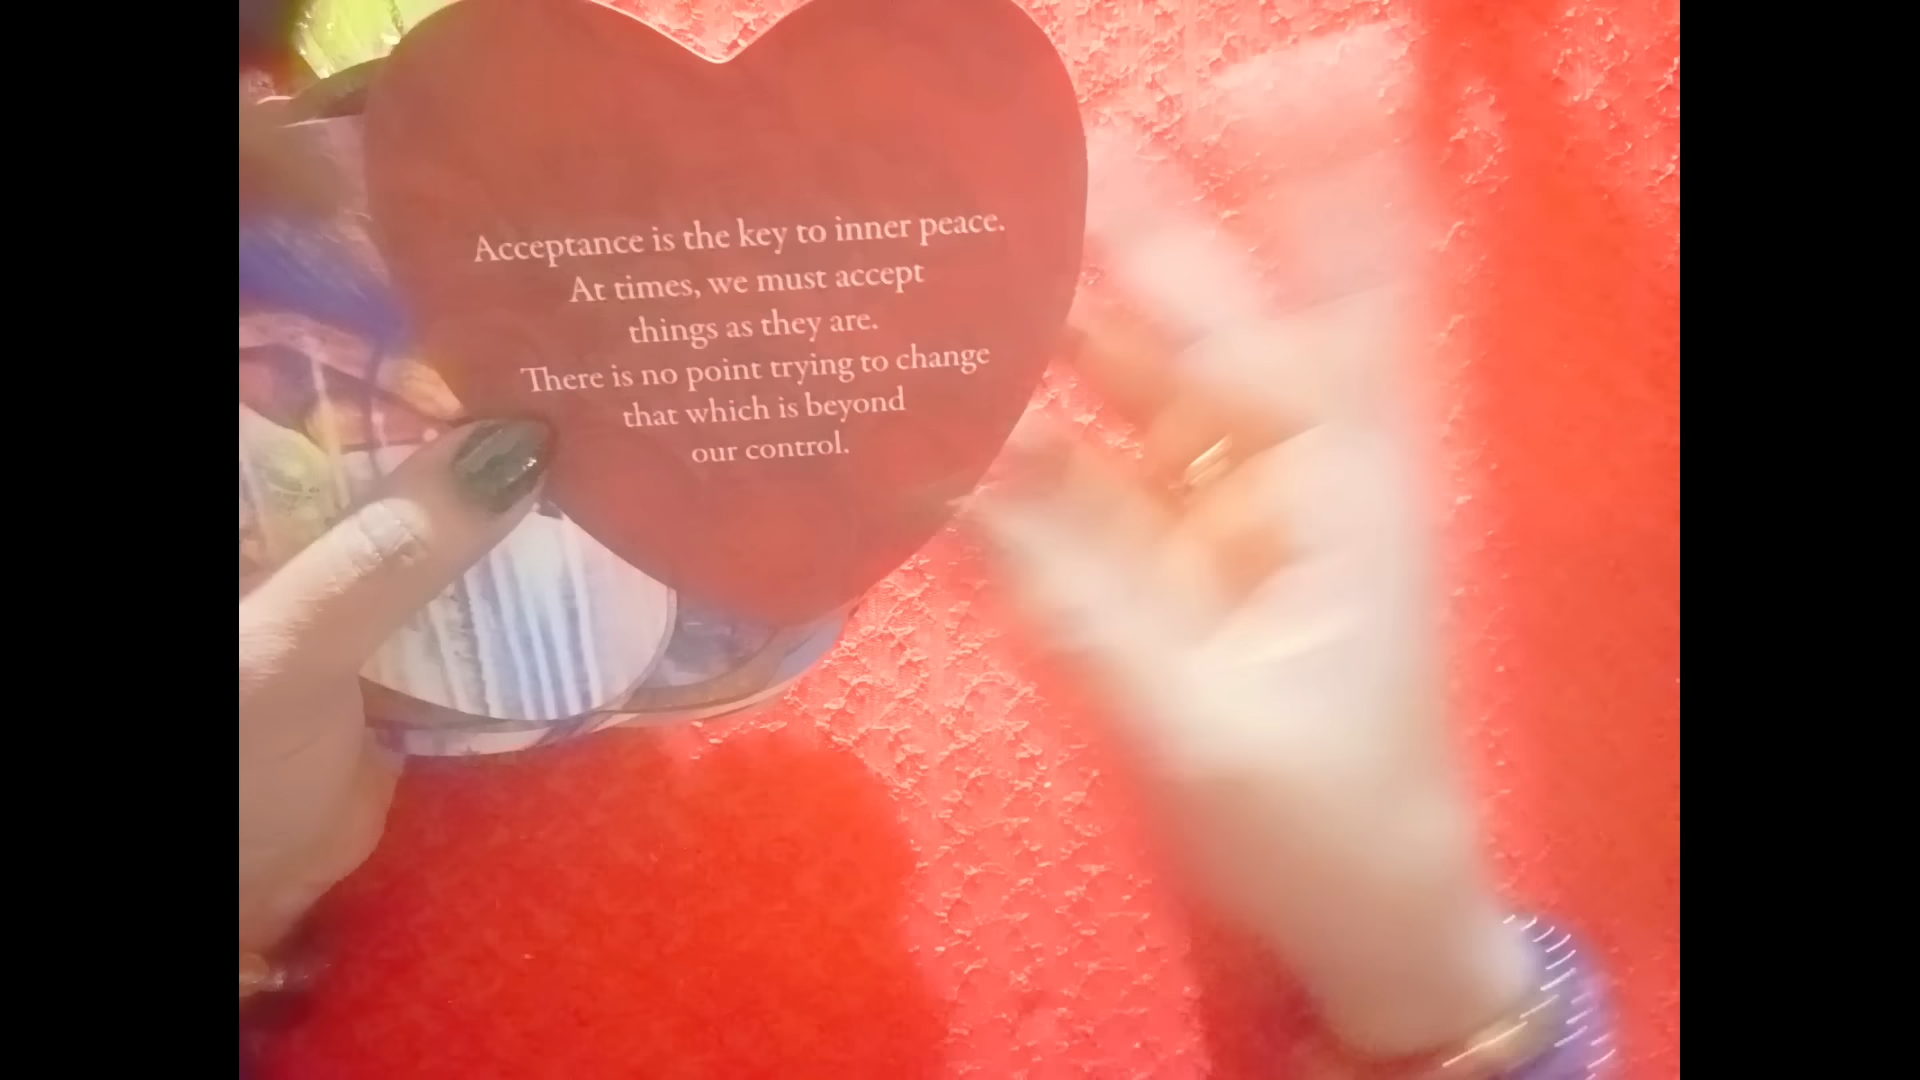 Acceptance is the key to inner peace.
At times, we must accept
things as they are.
There is no point trying to change
that which is beyond
our control.